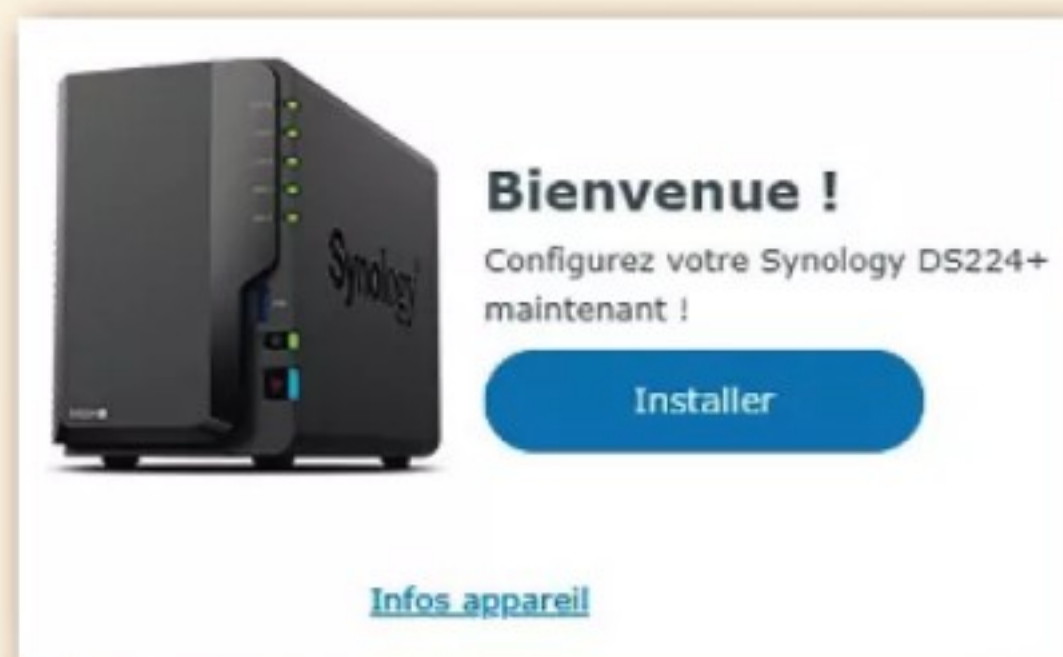 Synology
Bienvenue !
Configurez votre Synology DS224+
maintenant !
Installer
Infos appareil